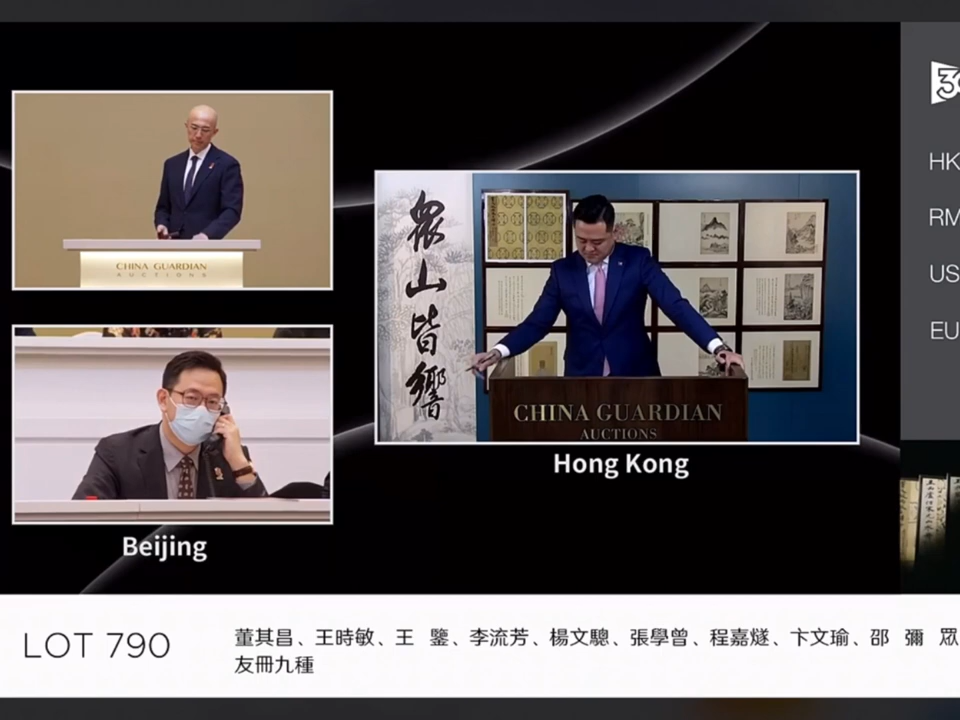 CHINA GUARDIAN
AUCTIONS
Beijing
眾山皆響
CHINA GUARDIAN
AUCTIONS
Hong Kong
HK
RM
US
EU
LOT 790
董其昌、王時敏、王 鑒、李流芳、楊文驄、張學曾、程嘉燧、卞文瑜、邵 彌 眾
友冊九種